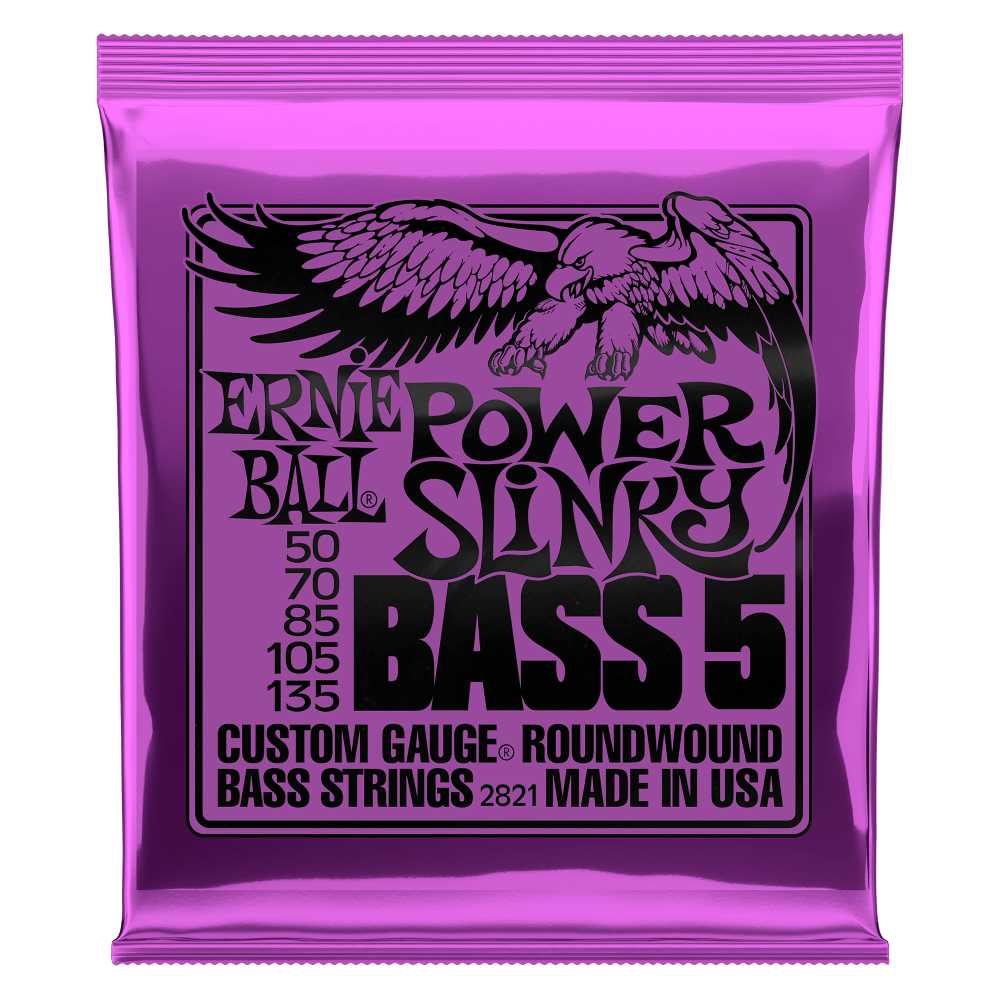 ERNiE BALL®
POWER SLiNKY
50
70
85
105
135
BASS 5
CUSTOM GAUGE® ROUNDWOUND
BASS STRINGS 2821 MADE IN USA